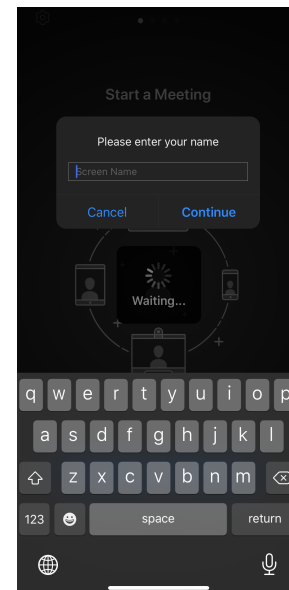 Start a Meeting
Please enter your name
Screen Name
Cancel Continue
Waiting...
q w e r t y u i o p
a s d f g h j k l
z x c v b n m
123 space return